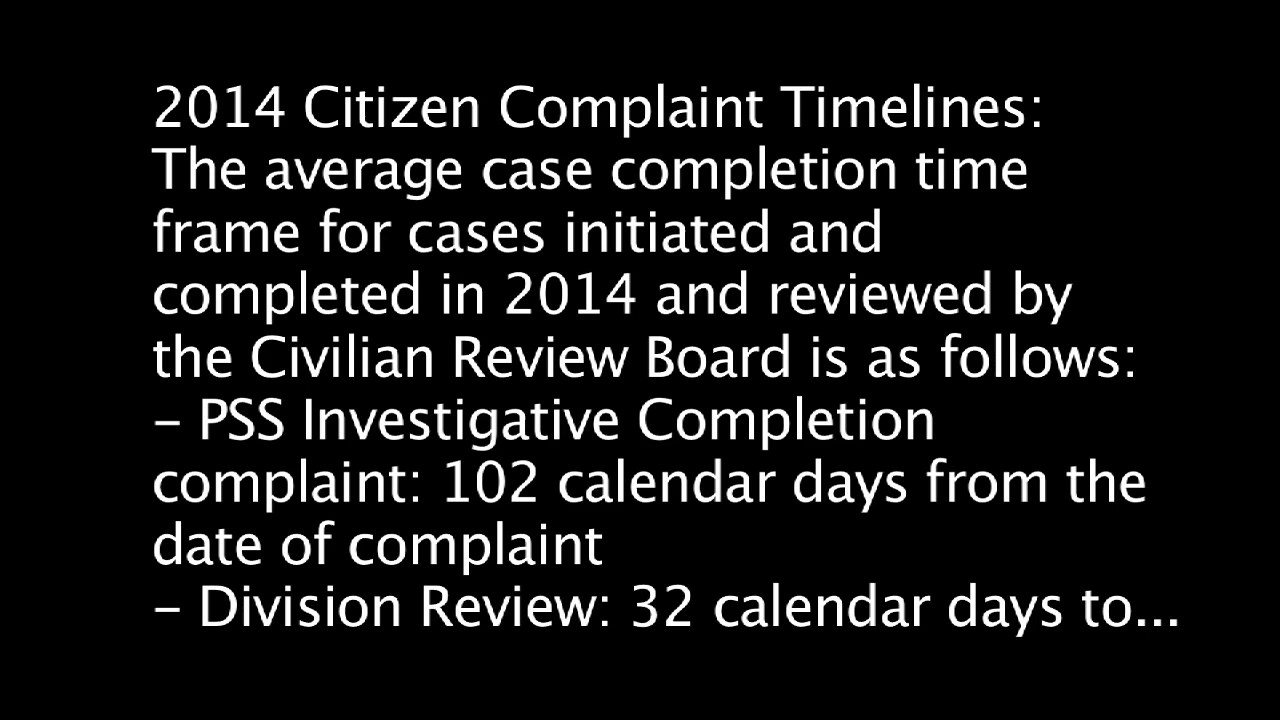 2014 Citizen Complaint Timelines:
The average case completion time
frame for cases initiated and
completed in 2014 and reviewed by
the Civilian Review Board is as follows:
– PSS Investigative Completion
complaint: 102 calendar days from the
date of complaint
– Division Review: 32 calendar days to...